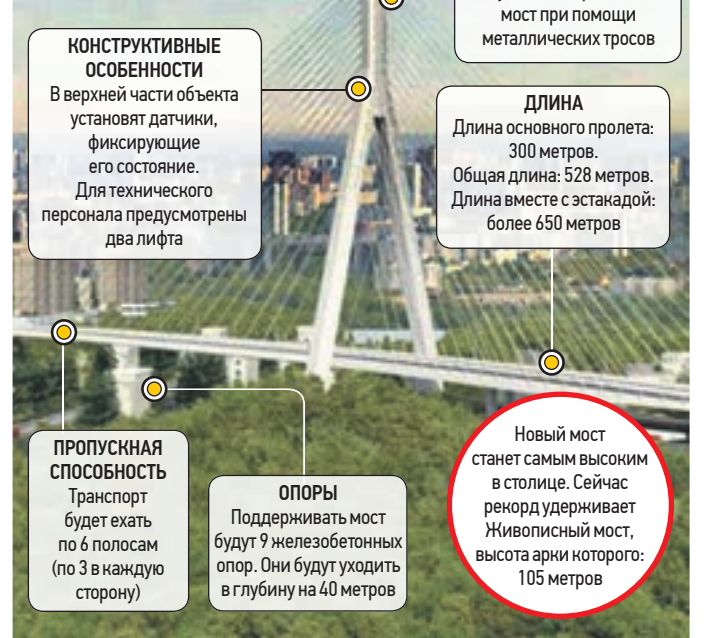 мост при помощи
металлических тросов
КОНСТРУКТИВНЫЕ
ОСОБЕННОСТИ
В верхней части объекта
установят датчики,
фиксирующие
его состояние.
Для технического
персонала предусмотрены
два лифта
ДЛИНА
Длина основного пролета:
300 метров.
Общая длина: 528 метров.
Длина вместе с эстакадой:
более 650 метров
ПРОПУСКНАЯ
СПОСОБНОСТЬ
Транспорт
будет ехать
по 6 полосам
(по 3 в каждую
сторону)
ОПОРЫ
Поддерживать мост
будут 9 железобетонных
опор. Они будут уходить
в глубину на 40 метров
Новый мост
станет самым высоким
в столице. Сейчас
рекорд удерживает
Живописный мост,
высота арки которого:
105 метров